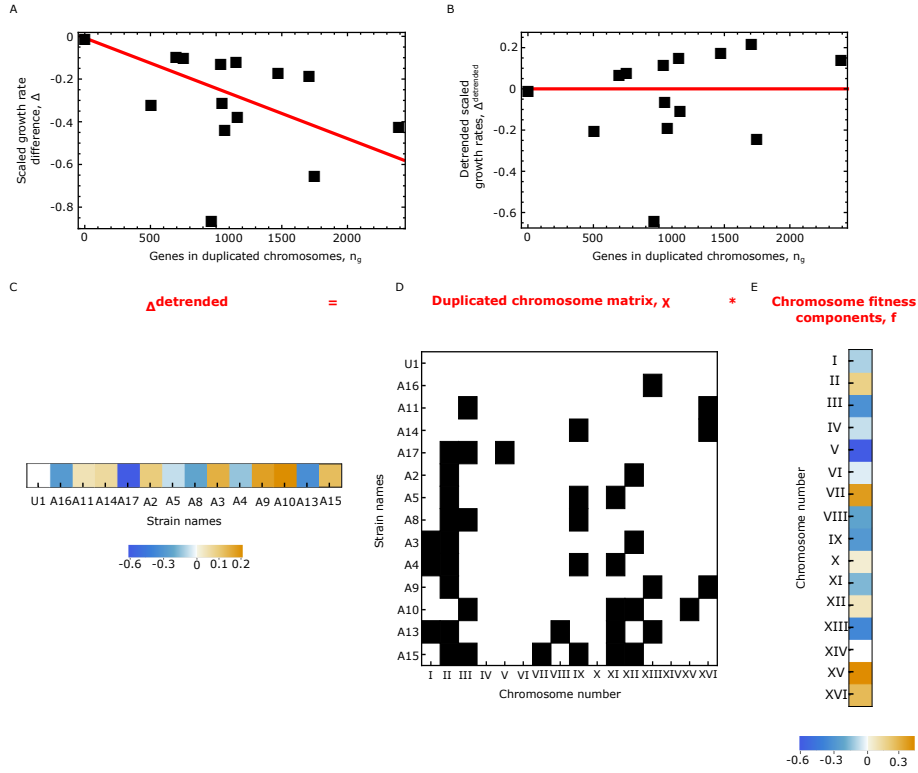 A
Scaled growth rate
difference, Δ
0
-0.2
-0.4
-0.6
-0.8
0
500
1000
1500
2000
Genes in duplicated chromosomes, ng
B
Detrended scaled
growth rates, Δdetrended
0.2
0
-0.2
-0.4
-0.6
0
500
1000
1500
2000
Genes in duplicated chromosomes, ng
C
Δdetrended
=
U1 A16 A11 A14 A17 A2 A5 A8 A3 A4 A9 A10 A13 A15
Strain names
-0.6 -0.3 0 0.1 0.2
D
Duplicated chromosome matrix, χ
*
Strain names
U1
A16
A11
A14
A17
A2
A5
A8
A3
A4
A9
A10
A13
A15
I II III IV V VI VII VIII IX X XI XII XIII XIV XV XVI
Chromosome number
E
Chromosome fitness
components, f
Chromosome number
I
II
III
IV
V
VI
VII
VIII
IX
X
XI
XII
XIII
XIV
XV
XVI
-0.6 -0.3 0 0.3